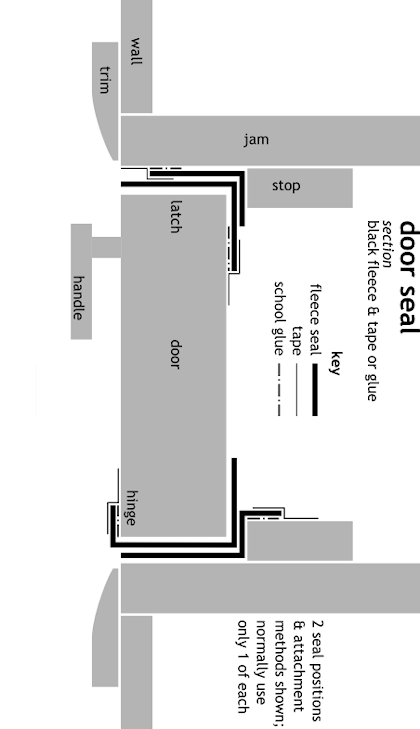 door seal
section
black fleece & tape or glue
key
fleece seal
tape
school glue
wall
trim
jam
stop
latch
handle
door
hinge
2 seal positions
& attachment
methods shown;
normally use
only 1 of each